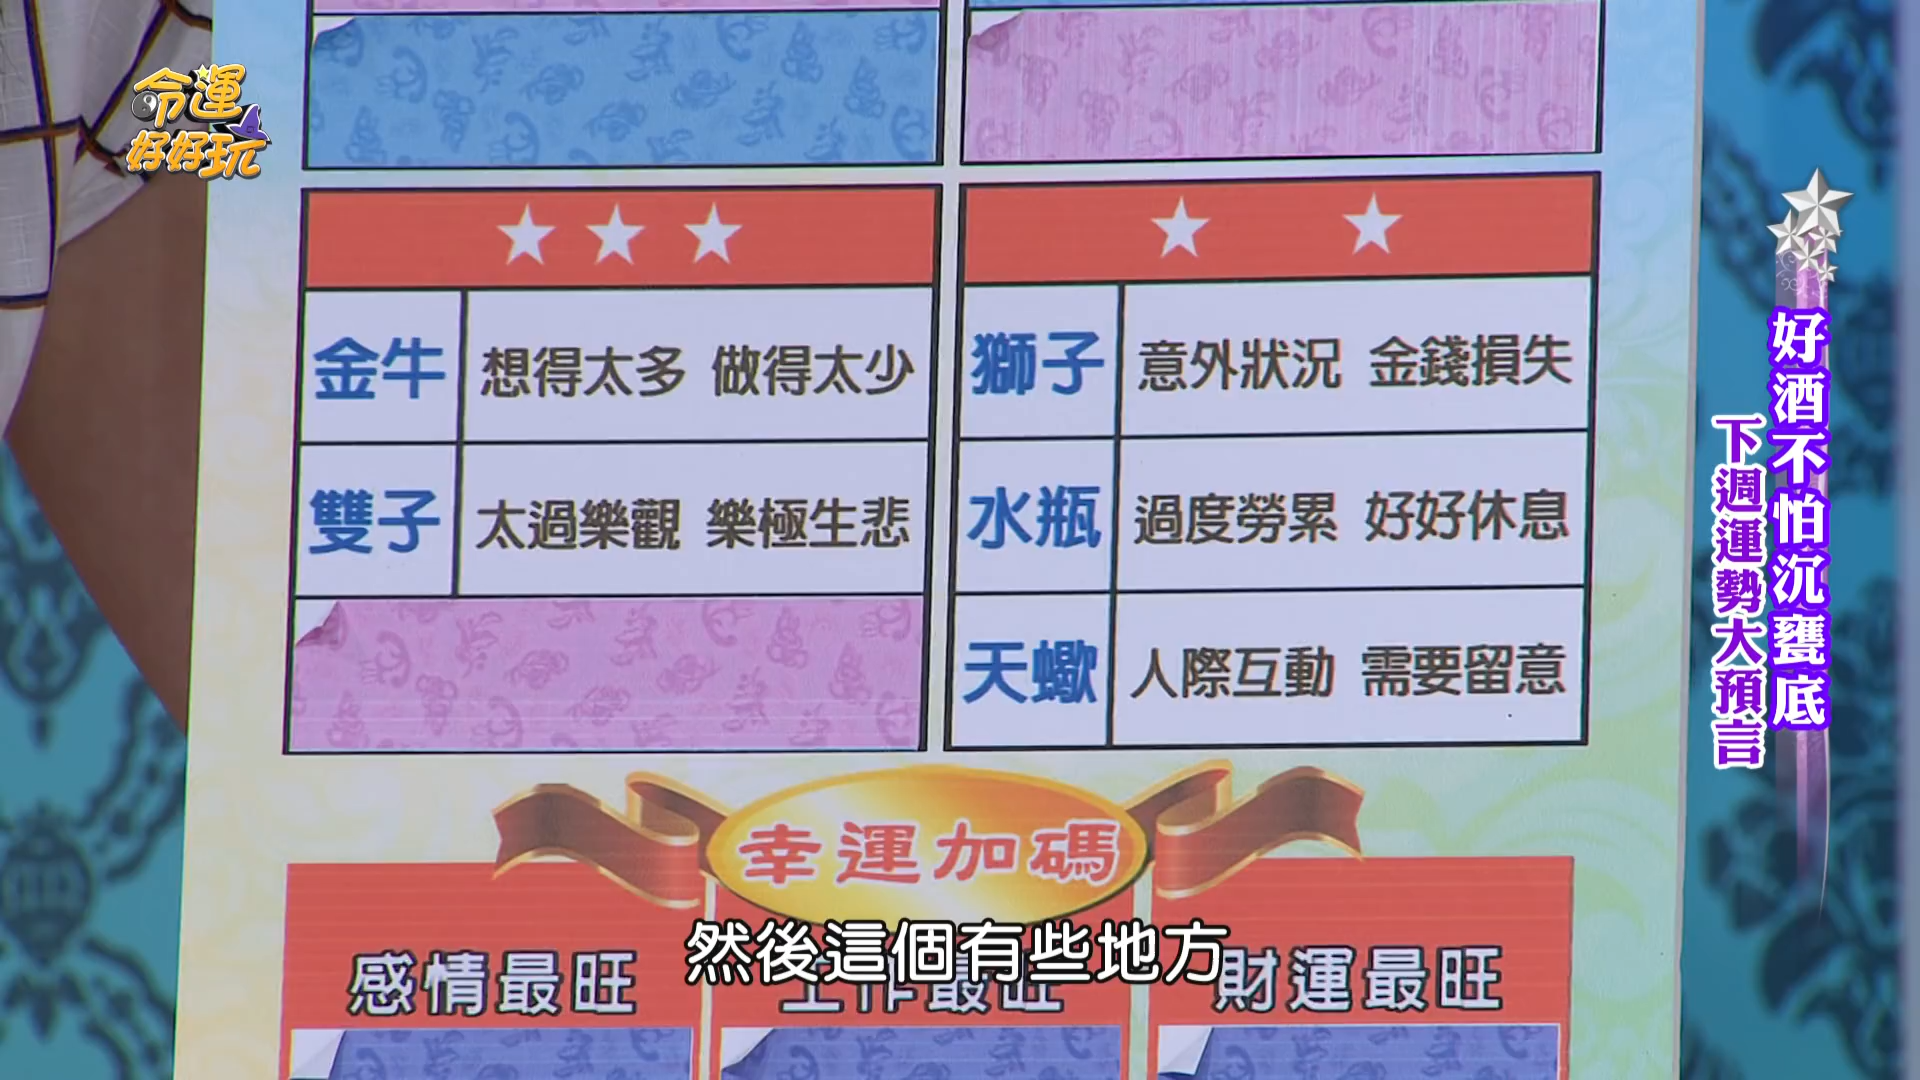 命運
好好玩
★★★
金牛 想得太多 做得太少
雙子 太過樂觀 樂極生悲
★ ★
獅子 意外狀況 金錢損失
水瓶 過度勞累 好好休息
天蠍 人際互動 需要留意
幸運加碼
感情最旺
工作最旺
財運最旺
然後這個有些地方
好酒不怕沉甕底
下週運勢大預言